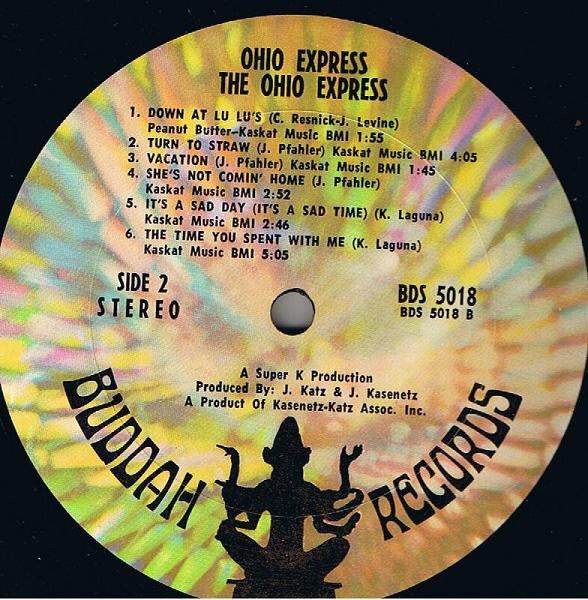 OHIO EXPRESS
THE OHIO EXPRESS
1. DOWN AT LU LU'S (C. Resnick-J. Levine)
Peanut Butter-Kaskat Music BMI 1:55
2. TURN TO STRAW (J. Pfahler) Kaskat Music BMI 4:05
3. VACATION (J. Pfahler) Kaskat Music BMI 1:45
4. SHE'S NOT COMIN' HOME (J. Pfahler)
Kaskat Music BMI 2:52
5. IT'S A SAD DAY (IT'S A SAD TIME) (K. Laguna)
Kaskat Music BMI 2:46
6. THE TIME YOU SPENT WITH ME (K. Laguna)
Kaskat Music BMI 5:05
SIDE 2
STEREO
BDS 5018
BDS 5018 B
A Super K Production
Produced By: J. Katz & J. Kasenetz
A Product Of Kasenetz-Katz Assoc. Inc.
BUDDAH RECORDS